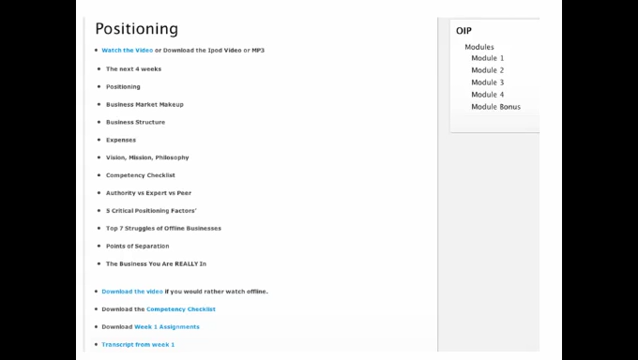 Positioning
Watch the Video or Download the Ipod Video or MP3
The next 4 weeks
Positioning
Business Market Makeup
Business Structure
Expenses
Vision, Mission, Philosophy
Competency Checklist
Authority vs Expert vs Peer
5 Critical Positioning Factors'
Top 7 Struggles of Offline Businesses
Points of Separation
The Business You Are REALLY In
Download the video if you would rather watch offline.
Download the Competency Checklist
Download Week 1 Assignments
Transcript from week 1
OIP
Modules
Module 1
Module 2
Module 3
Module 4
Module Bonus